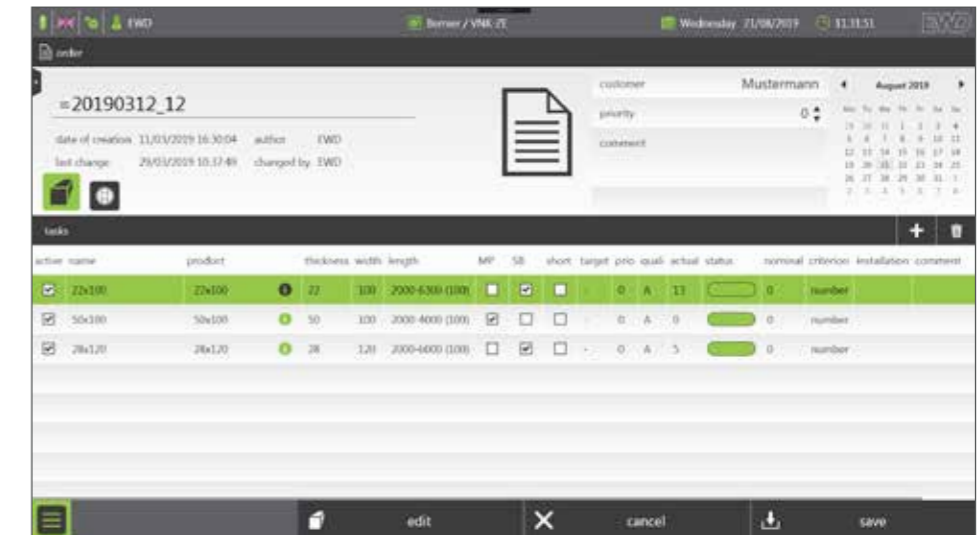 EWD Wednesday 21/08/2019 11:11:51 EWD
order
=20190312_12
date of creation 11/03/2019 16:30:04 author EWD
last change 29/03/2019 10:37:49 changed by EWD
customer Mustermann
priority 0
comment
August 2019
tasks
active name product thickness width length MP SB short target prio quali actual status nominal criterion installation comment
22x100 22x100 22 100 2000-6300 (100) - 0 A 13 0 number
50x100 50x100 50 100 2000-4000 (100) - 0 A 0 0 number
28x120 28x120 28 120 2000-6000 (100) - 0 A 5 0 number
edit cancel save